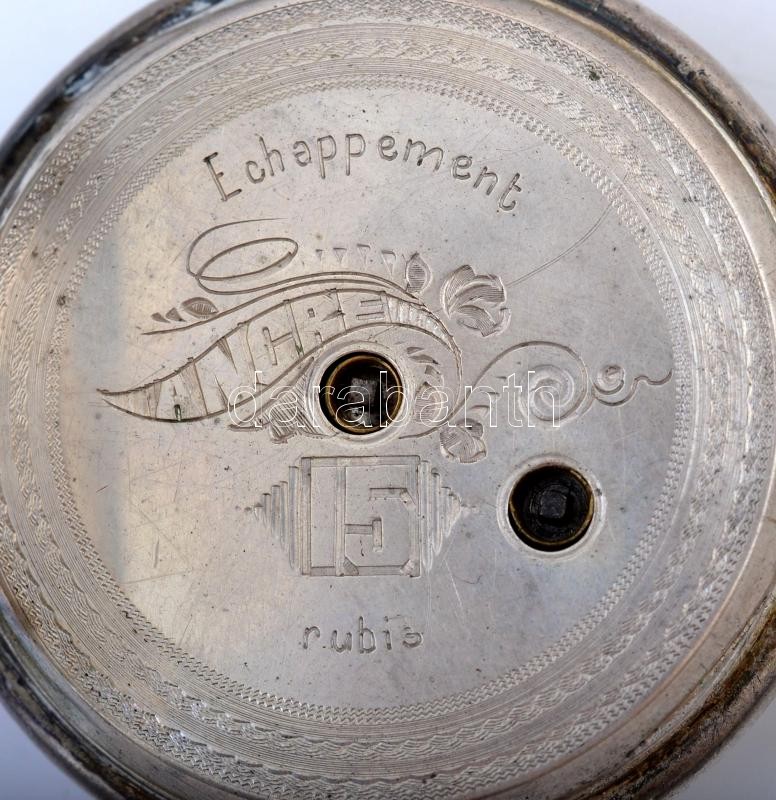 Echappement
ANCRE
darabanth
15
rubis